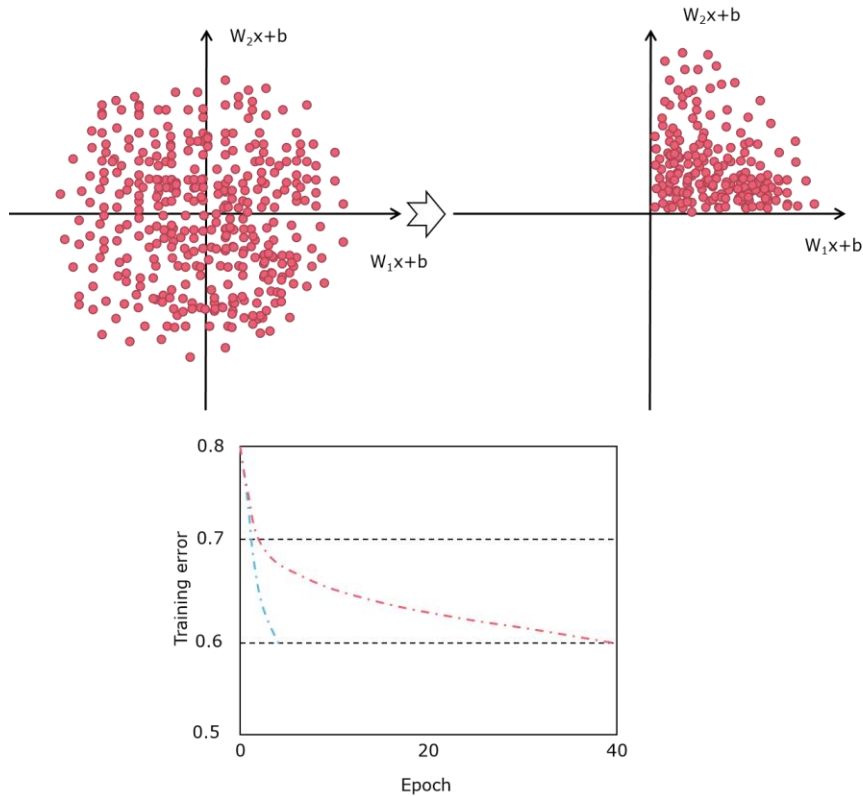 W₂x+b
W₁x+b
W₂x+b
W₁x+b
0.8
0.7
0.6
0.5
Training error
0
20
40
Epoch